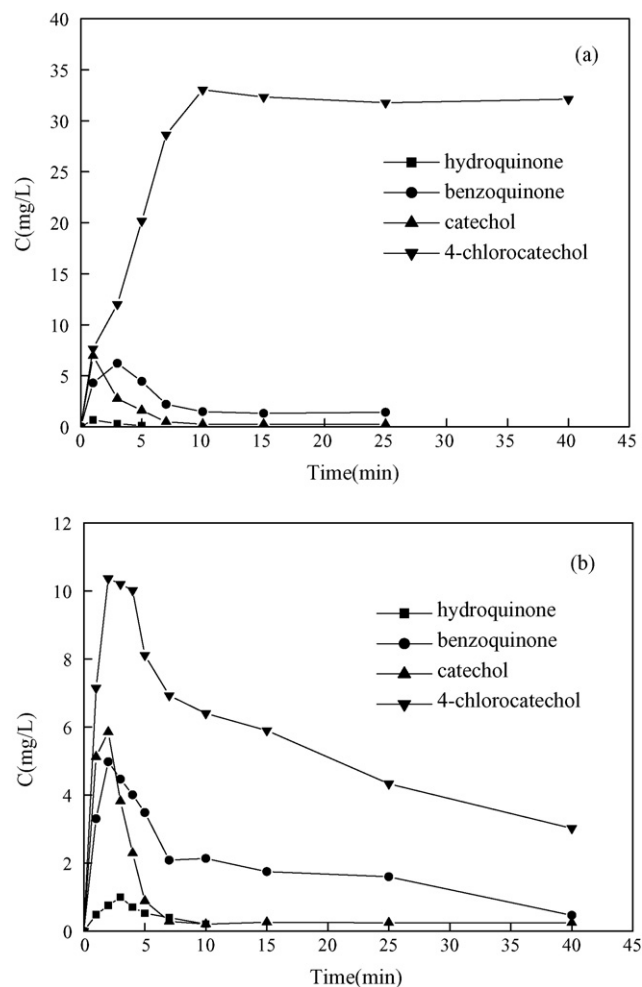 (a)
40
35
30
25
20
15
10
5
0
C(mg/L)
hydroquinone
benzoquinone
catechol
4-chlorocatechol
0 5 10 15 20 25 30 35 40 45
Time(min)
(b)
12
10
8
6
4
2
0
C(mg/L)
hydroquinone
benzoquinone
catechol
4-chlorocatechol
0 5 10 15 20 25 30 35 40 45
Time(min)